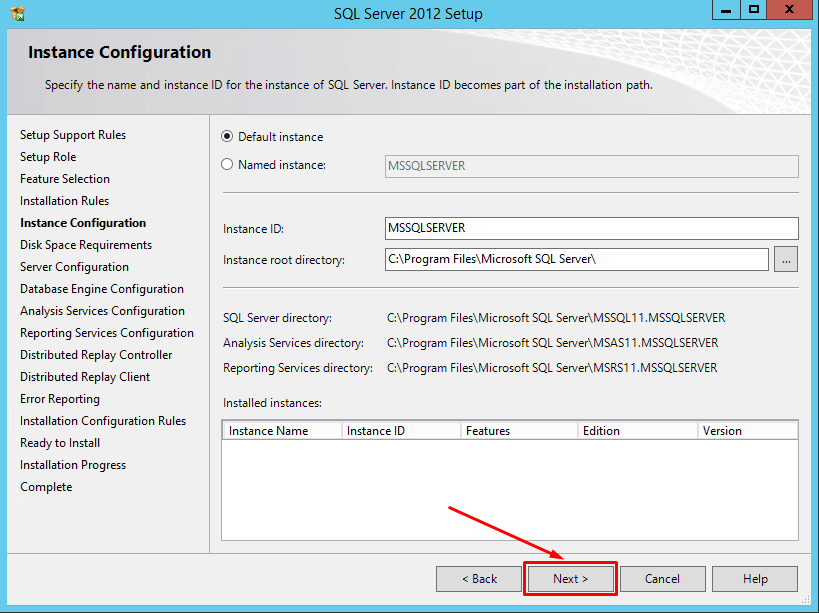 SQL Server 2012 Setup
Instance Configuration
Specify the name and instance ID for the instance of SQL Server. Instance ID becomes part of the installation path.
Setup Support Rules
Setup Role
Feature Selection
Installation Rules
Instance Configuration
Disk Space Requirements
Server Configuration
Database Engine Configuration
Analysis Services Configuration
Reporting Services Configuration
Distributed Replay Controller
Distributed Replay Client
Error Reporting
Installation Configuration Rules
Ready to Install
Installation Progress
Complete
Default instance
Named instance: MSSQLSERVER
Instance ID: MSSQLSERVER
Instance root directory: C:\Program Files\Microsoft SQL Server\ ...
SQL Server directory: C:\Program Files\Microsoft SQL Server\MSSQL11.MSSQLSERVER
Analysis Services directory: C:\Program Files\Microsoft SQL Server\MSAS11.MSSQLSERVER
Reporting Services directory: C:\Program Files\Microsoft SQL Server\MSRS11.MSSQLSERVER
Installed instances:
Instance Name Instance ID Features Edition Version
< Back Next > Cancel Help